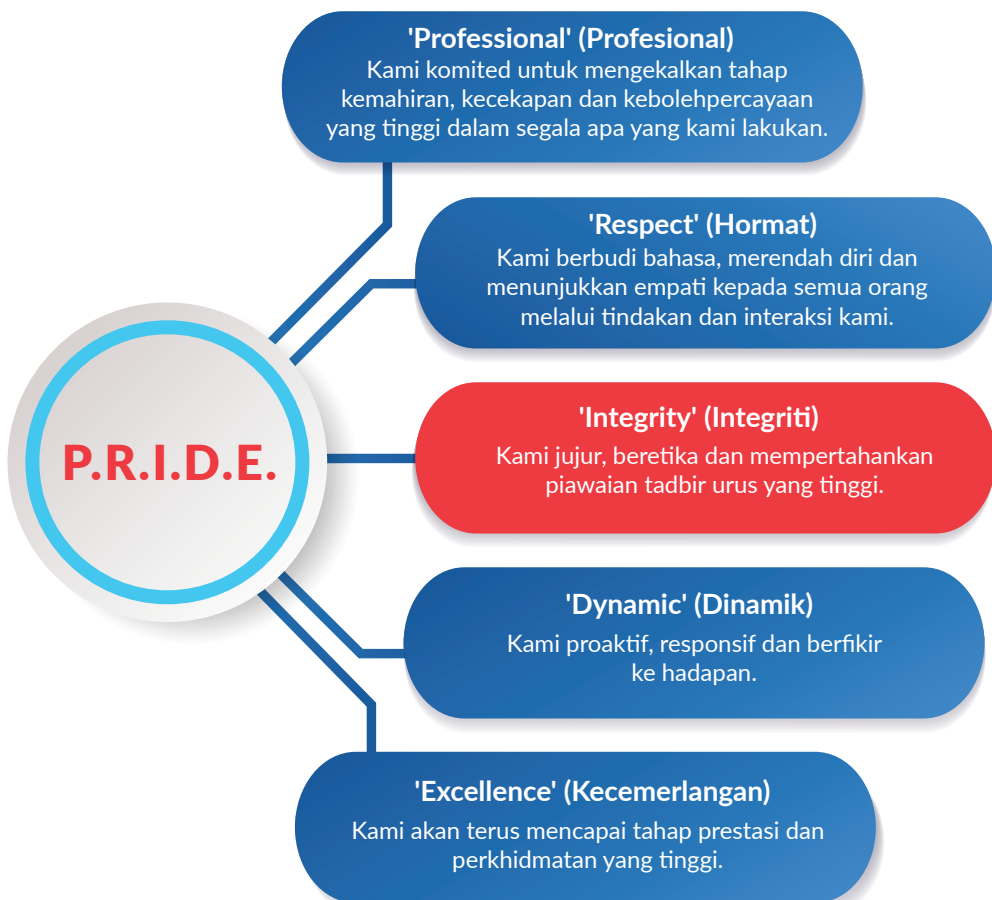 'Professional' (Profesional)
Kami komited untuk mengekalkan tahap
kemahiran, kecekapan dan kebolehpercayaan
yang tinggi dalam segala apa yang kami lakukan.
'Respect' (Hormat)
Kami berbudi bahasa, merendah diri dan
menunjukkan empati kepada semua orang
melalui tindakan dan interaksi kami.
P.R.I.D.E.
'Integrity' (Integriti)
Kami jujur, beretika dan mempertahankan
piawaian tadbir urus yang tinggi.
'Dynamic' (Dinamik)
Kami proaktif, responsif dan berfikir
ke hadapan.
'Excellence' (Kecemerlangan)
Kami akan terus mencapai tahap prestasi dan
perkhidmatan yang tinggi.